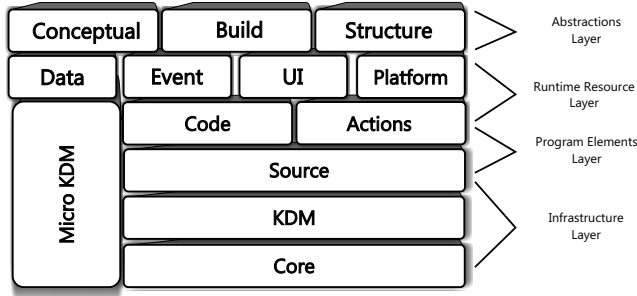 Conceptual
Build
Structure
Abstractions
Layer
Data
Event
UI
Platform
Runtime Resource
Layer
Code
Actions
Program Elements
Layer
Micro KDM
Source
KDM
Infrastructure
Layer
Core